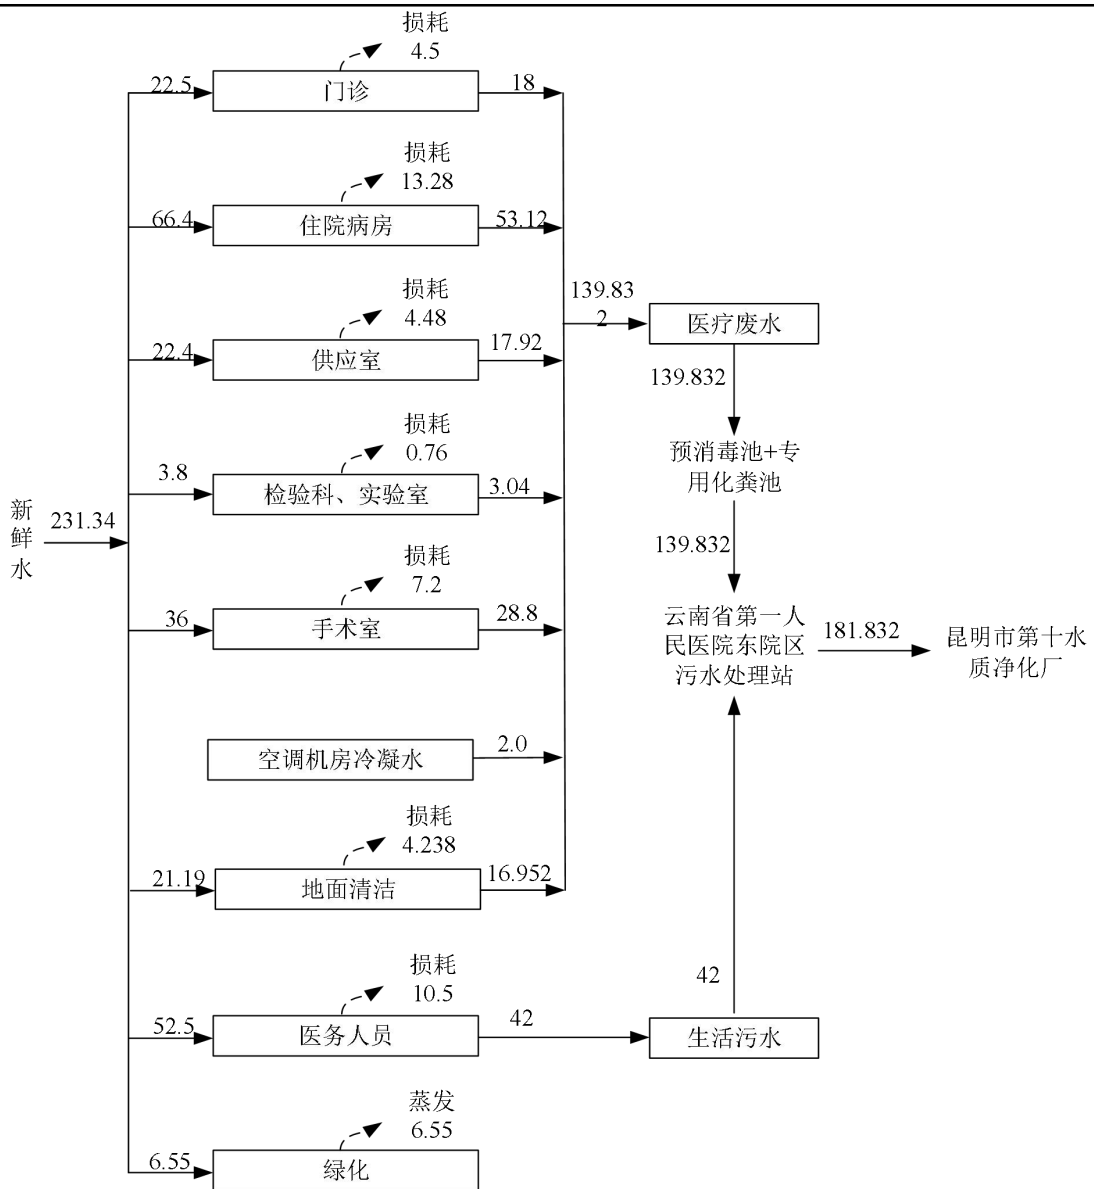 损耗
4.5
22.5
门诊
18
损耗
13.28
66.4
住院病房
53.12
损耗
4.48
22.4
供应室
17.92
139.83
2
医疗废水
139.832
损耗
0.76
3.8
检验科、实验室
3.04
预消毒池+专
用化粪池
新
鲜
水
231.34
139.832
损耗
7.2
36
手术室
28.8
云南省第一人
民医院东院区
污水处理站
181.832
昆明市第十水
质净化厂
空调机房冷凝水
2.0
损耗
4.238
21.19
地面清洁
16.952
损耗
10.5
52.5
医务人员
42
42
生活污水
蒸发
6.55
6.55
绿化